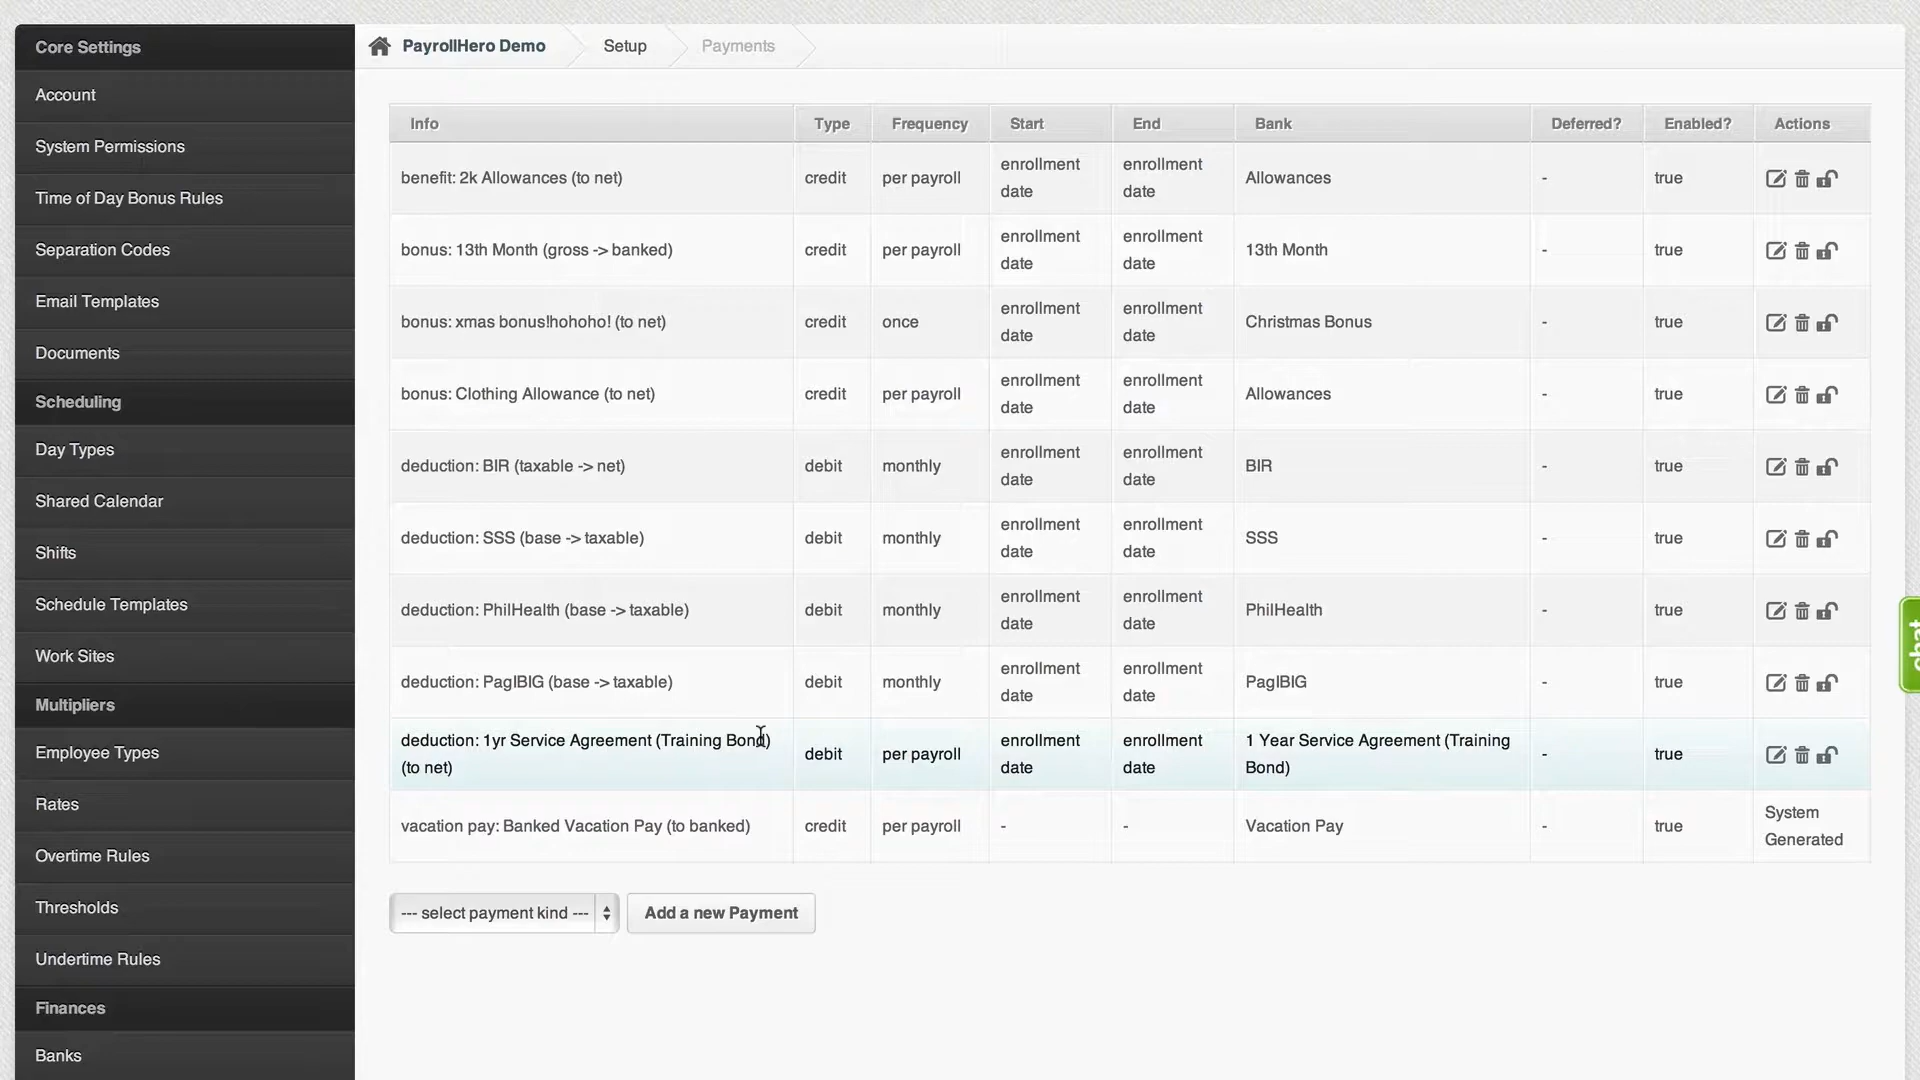 Core Settings
Account
System Permissions
Time of Day Bonus Rules
Separation Codes
Email Templates
Documents
Scheduling
Day Types
Shared Calendar
Shifts
Schedule Templates
Work Sites
Multipliers
Employee Types
Rates
Overtime Rules
Thresholds
Undertime Rules
Finances
Banks
PayrollHero Demo Setup Payments
Info Type Frequency Start End Bank Deferred? Enabled? Actions
benefit: 2k Allowances (to net) credit per payroll enrollment date enrollment date Allowances - true
bonus: 13th Month (gross -> banked) credit per payroll enrollment date enrollment date 13th Month - true
bonus: xmas bonus!hohoho! (to net) credit once enrollment date enrollment date Christmas Bonus - true
bonus: Clothing Allowance (to net) credit per payroll enrollment date enrollment date Allowances - true
deduction: BIR (taxable -> net) debit monthly enrollment date enrollment date BIR - true
deduction: SSS (base -> taxable) debit monthly enrollment date enrollment date SSS - true
deduction: PhilHealth (base -> taxable) debit monthly enrollment date enrollment date PhilHealth - true
deduction: PagIBIG (base -> taxable) debit monthly enrollment date enrollment date PagIBIG - true
deduction: 1yr Service Agreement (Training Bond) (to net) debit per payroll enrollment date enrollment date 1 Year Service Agreement (Training Bond) - true
vacation pay: Banked Vacation Pay (to banked) credit per payroll - - Vacation Pay - true System Generated
--- select payment kind --- Add a new Payment
chat